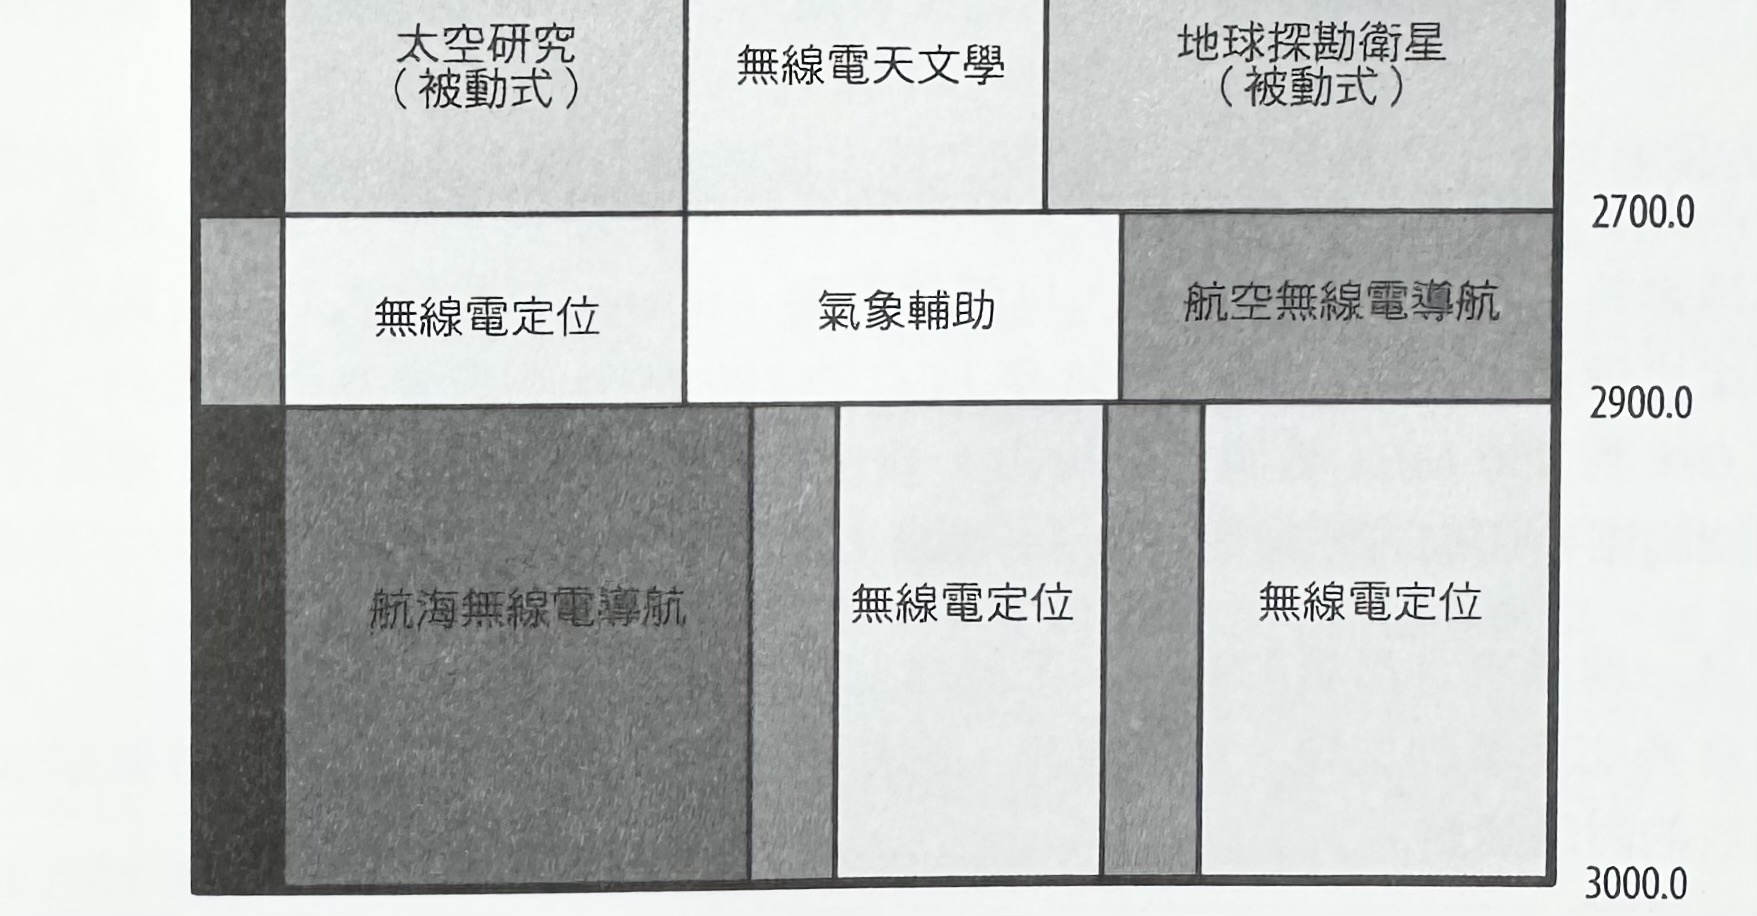 太空研究
（被動式）
無線電天文學
地球探勘衛星
（被動式）
2700.0
無線電定位
氣象輔助
航空無線電導航
2900.0
航海無線電導航
無線電定位
無線電定位
3000.0